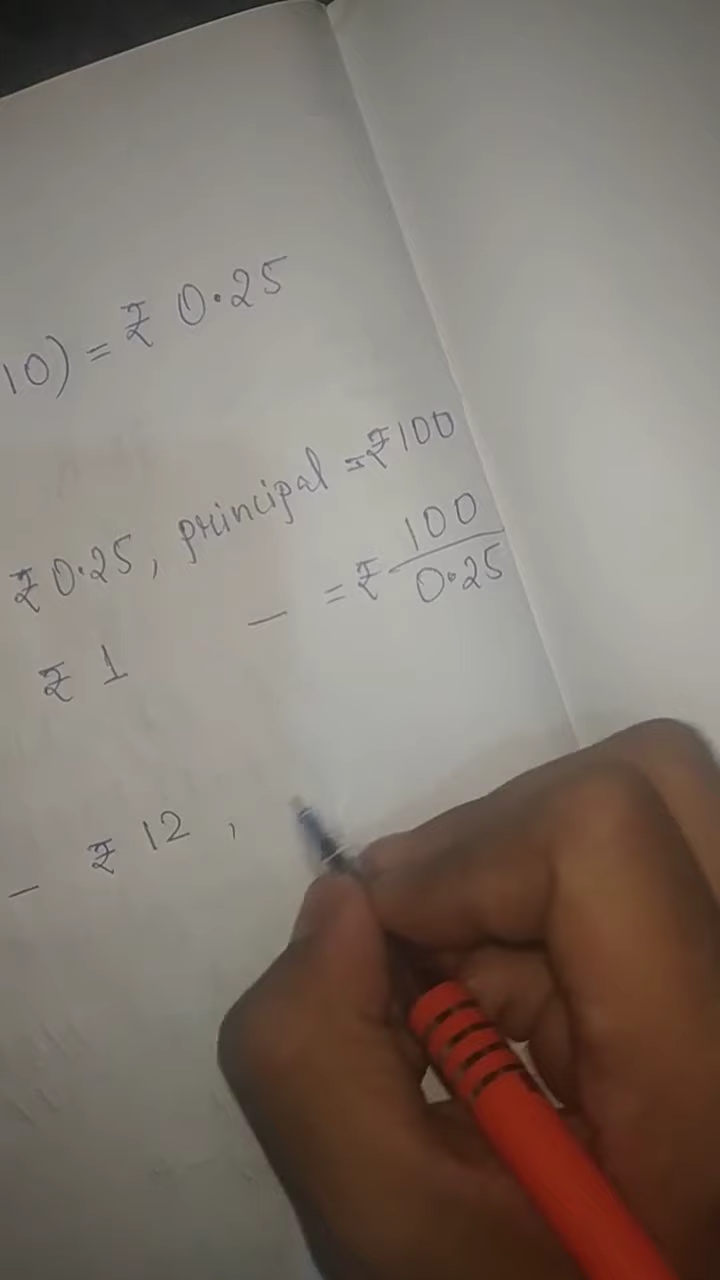 10) = ₹ 0.25
₹ 0.25, principal = ₹ 100
₹ 1 — = ₹ 100/0.25
— ₹ 12,